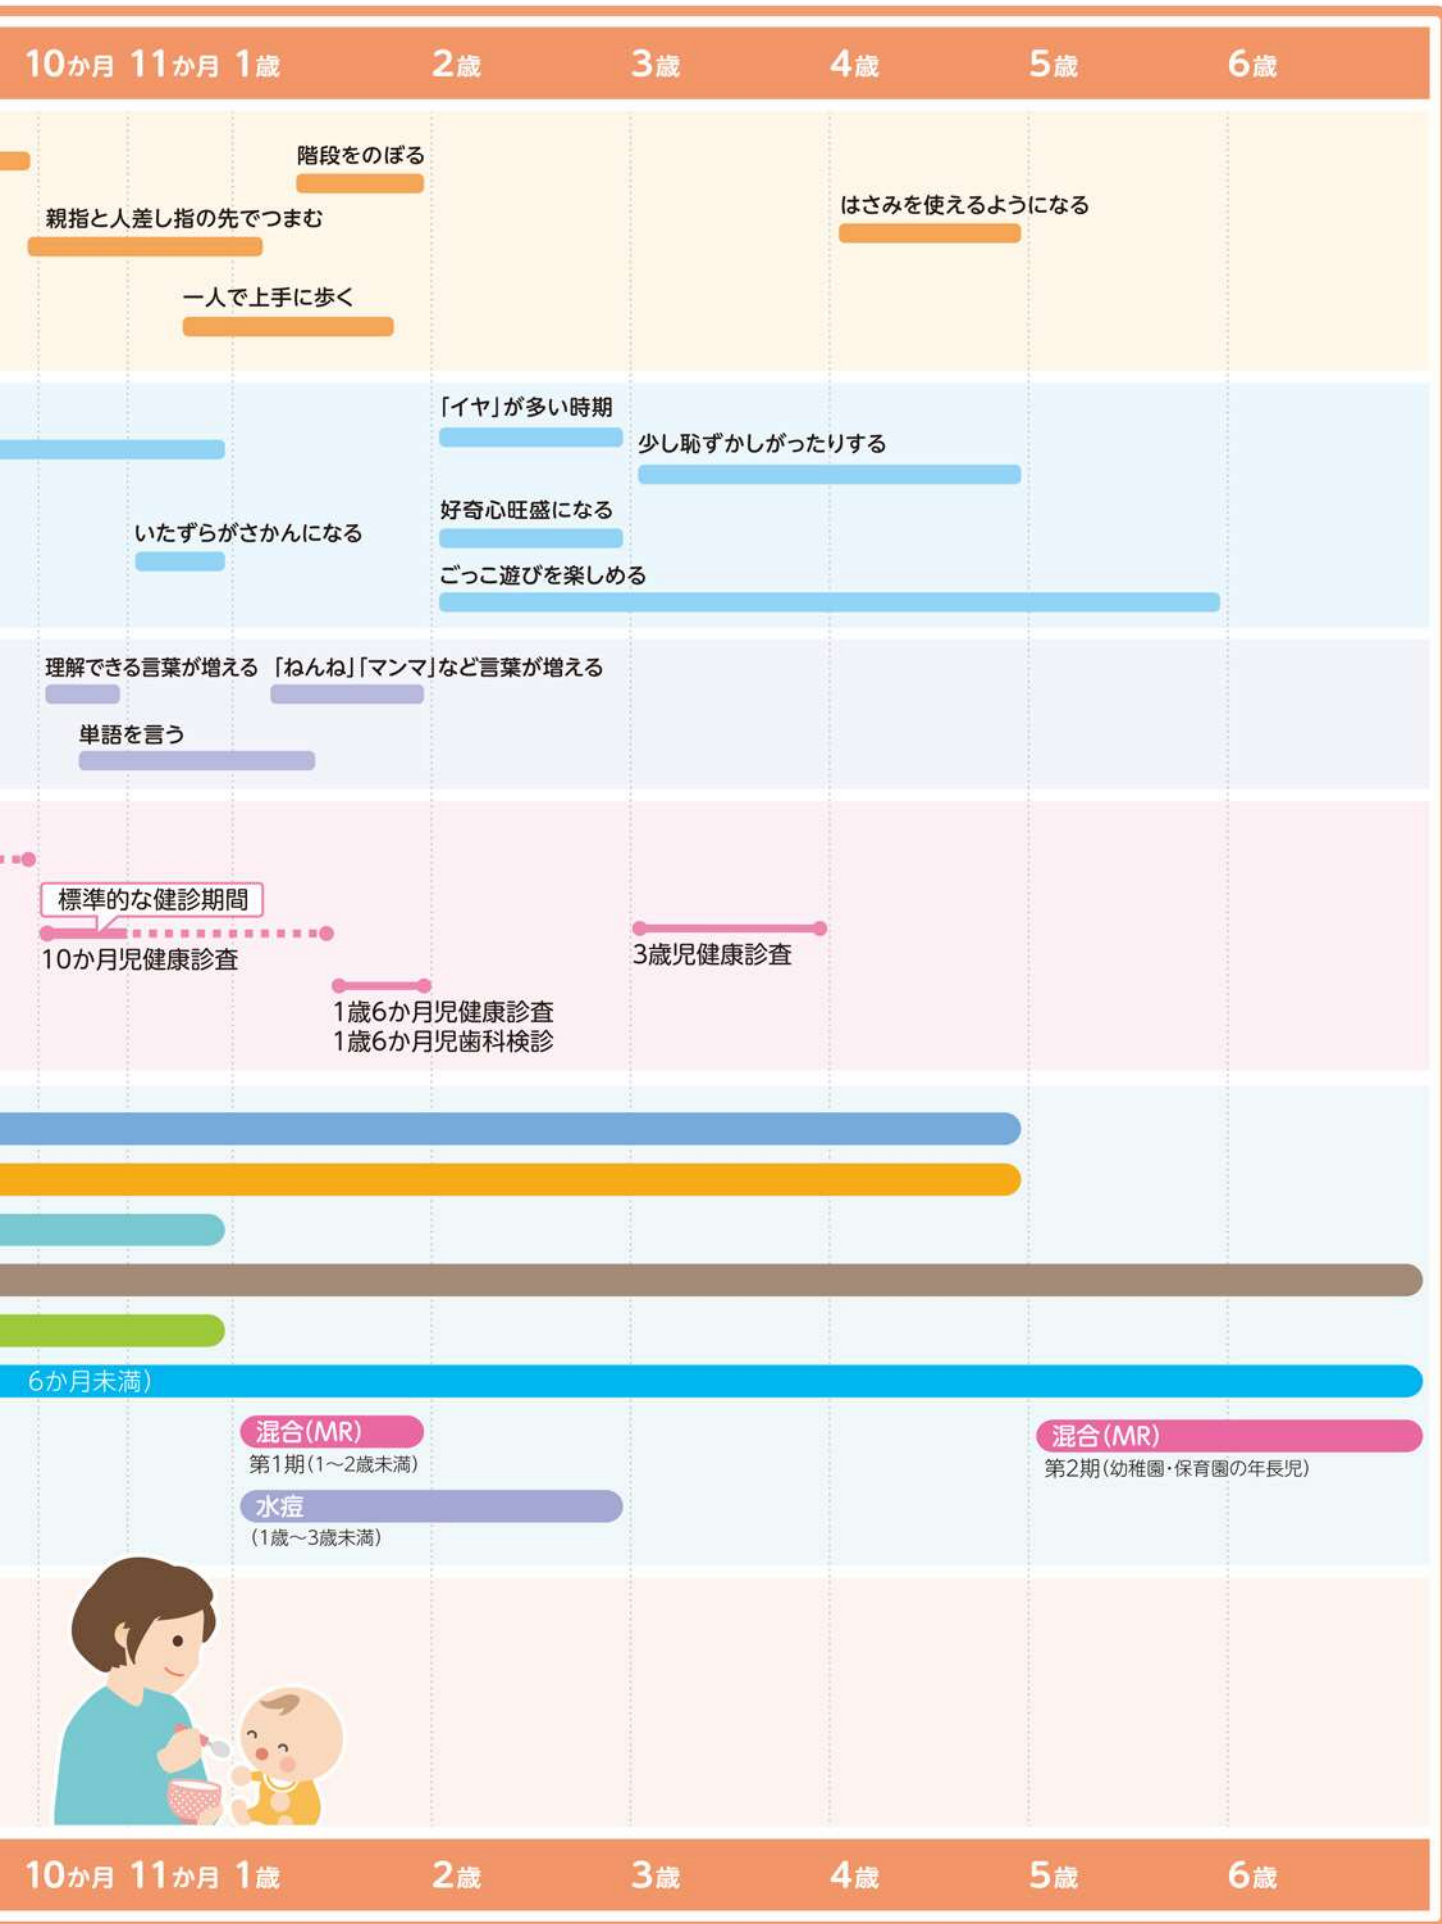 10か月 11か月 1歳 2歳 3歳 4歳 5歳 6歳
階段をのぼる
はさみを使えるようになる
親指と人差し指の先でつまむ
一人で上手に歩く
「イヤ」が多い時期
少し恥ずかしがったりする
好奇心旺盛になる
いたずらがさかんになる
ごっこ遊びを楽しめる
理解できる言葉が増える 「ねんね」「マンマ」など言葉が増える
単語を言う
標準的な健診期間
10か月児健康診査
3歳児健康診査
1歳6か月児健康診査
1歳6か月児歯科検診
6か月未満)
混合(MR)
第1期(1～2歳未満)
混合(MR)
第2期(幼稚園・保育園の年長児)
水痘
(1歳～3歳未満)
10か月 11か月 1歳 2歳 3歳 4歳 5歳 6歳